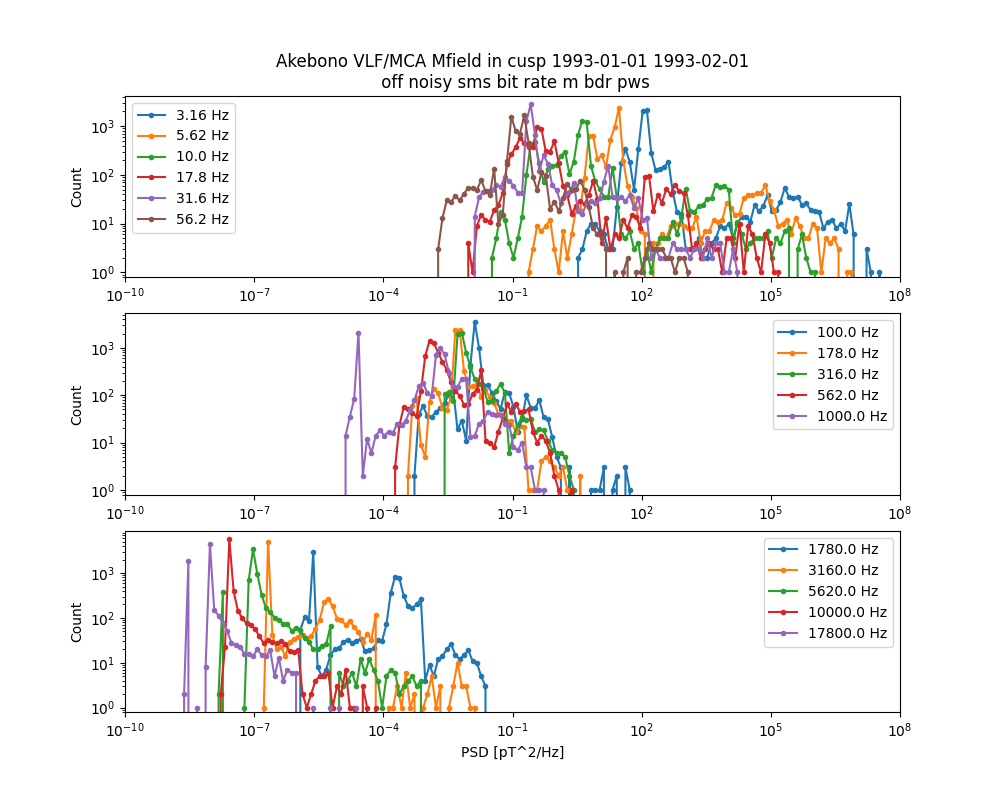 Akebono VLF/MCA Mfield in cusp 1993-01-01 1993-02-01
off noisy sms bit rate m bdr pws
Count
10^3
10^2
10^1
10^0
3.16 Hz
5.62 Hz
10.0 Hz
17.8 Hz
31.6 Hz
56.2 Hz
10^−10 10^−7 10^−4 10^−1 10^2 10^5 10^8
Count
10^3
10^2
10^1
10^0
100.0 Hz
178.0 Hz
316.0 Hz
562.0 Hz
1000.0 Hz
10^−10 10^−7 10^−4 10^−1 10^2 10^5 10^8
Count
10^3
10^2
10^1
10^0
1780.0 Hz
3160.0 Hz
5620.0 Hz
10000.0 Hz
17800.0 Hz
10^−10 10^−7 10^−4 10^−1 10^2 10^5 10^8
PSD [pT^2/Hz]